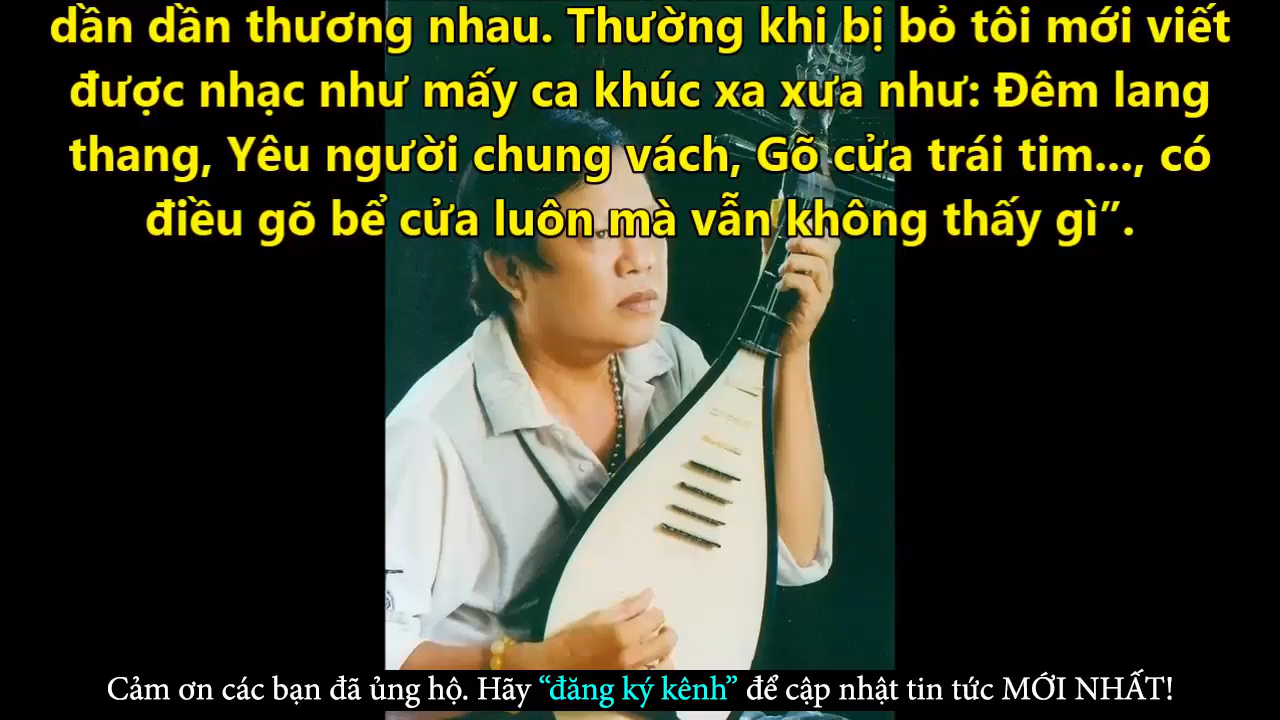 dần dần thương nhau. Thường khi bị bỏ tôi mới viết
được nhạc như mấy ca khúc xa xưa như: Đêm lang
thang, Yêu người chung vách, Gõ cửa trái tim..., có
điều gõ bể cửa luôn mà vẫn không thấy gì”.
Cảm ơn các bạn đã ủng hộ. Hãy “đăng ký kênh” để cập nhật tin tức MỚI NHẤT!